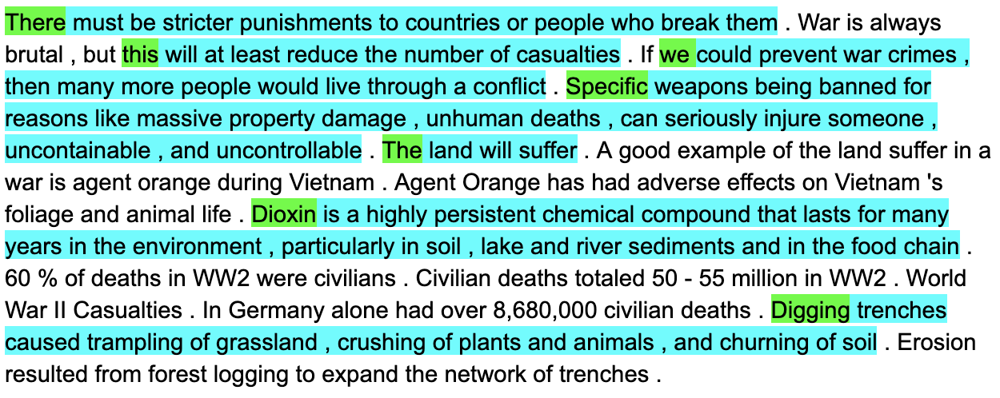 There must be stricter punishments to countries or people who break them . War is always
brutal , but this will at least reduce the number of casualties . If we could prevent war crimes ,
then many more people would live through a conflict . Specific weapons being banned for
reasons like massive property damage , unhuman deaths , can seriously injure someone ,
uncontainable , and uncontrollable . The land will suffer . A good example of the land suffer in a
war is agent orange during Vietnam . Agent Orange has had adverse effects on Vietnam 's
foliage and animal life . Dioxin is a highly persistent chemical compound that lasts for many
years in the environment , particularly in soil , lake and river sediments and in the food chain .
60 % of deaths in WW2 were civilians . Civilian deaths totaled 50 - 55 million in WW2 . World
War II Casualties . In Germany alone had over 8,680,000 civilian deaths . Digging trenches
caused trampling of grassland , crushing of plants and animals , and churning of soil . Erosion
resulted from forest logging to expand the network of trenches .